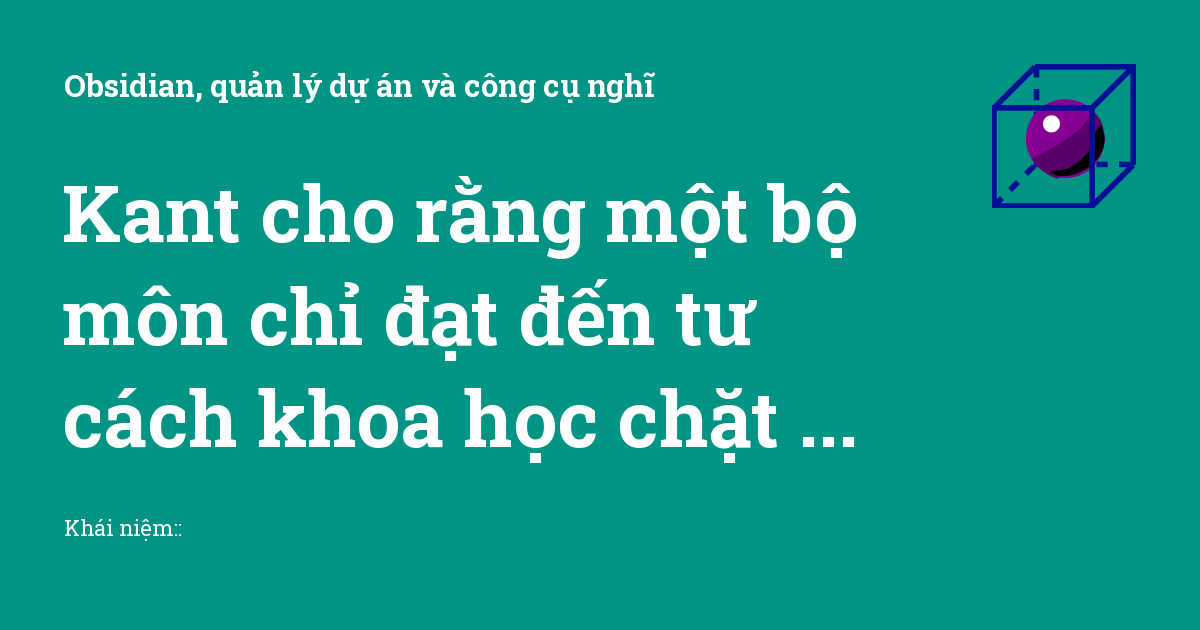 Obsidian, quản lý dự án và công cụ nghĩ
Kant cho rằng một bộ
môn chỉ đạt đến tư
cách khoa học chặt ...
Khái niệm::